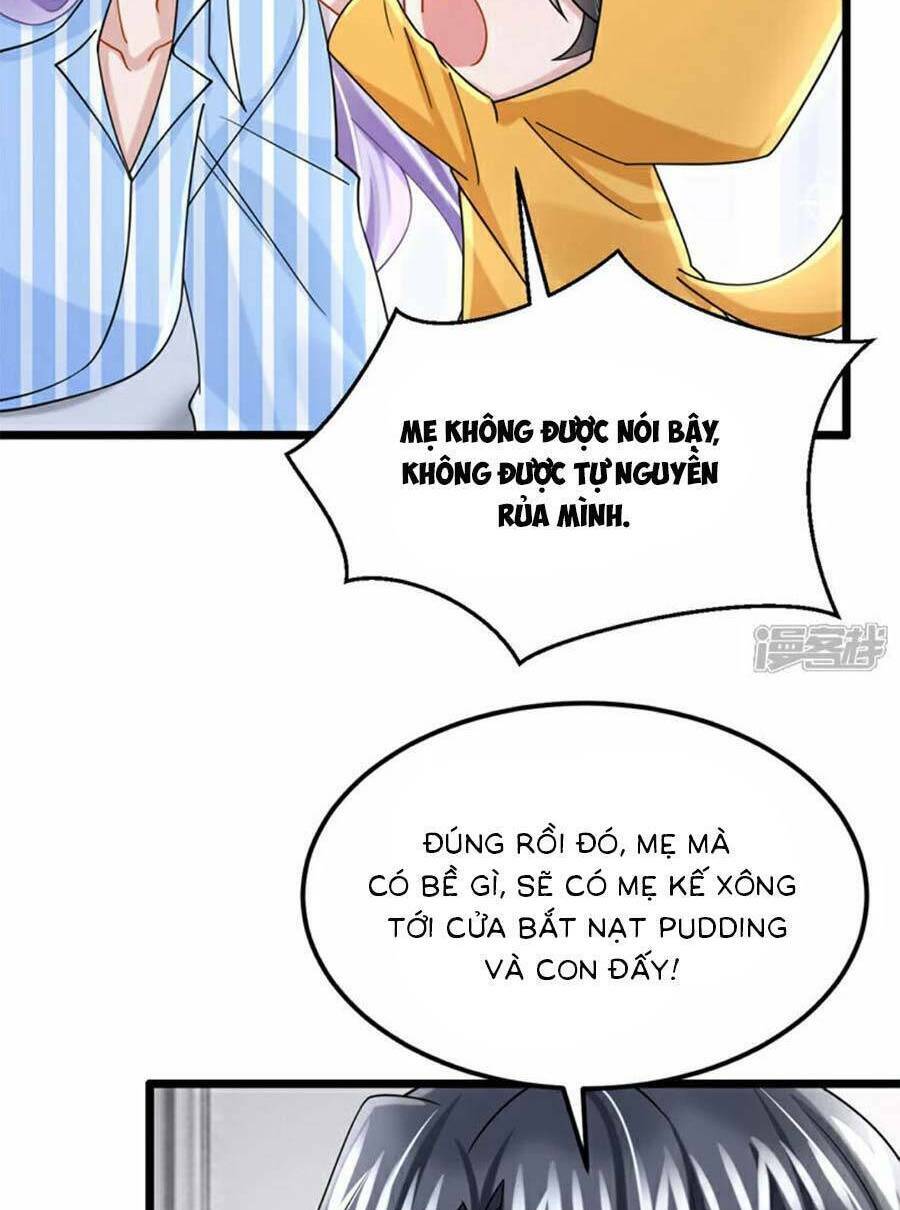 MẸ KHÔNG ĐƯỢC NÓI BẬY,
KHÔNG ĐƯỢC TỰ NGUYỀN
RỦA MÌNH.
漫客栈
ĐÚNG RỒI ĐÓ, MẸ MÀ
CÓ BỀ GÌ, SẼ CÓ MẸ KẾ XÔNG
TỚI CỬA BẮT NẠT PUDDING
VÀ CON ĐẤY!